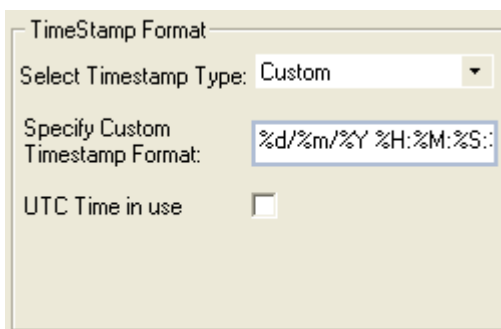 TimeStamp Format
Select Timestamp Type: Custom
Specify Custom
Timestamp Format: %d/%m/%Y %H:%M:%S:
UTC Time in use